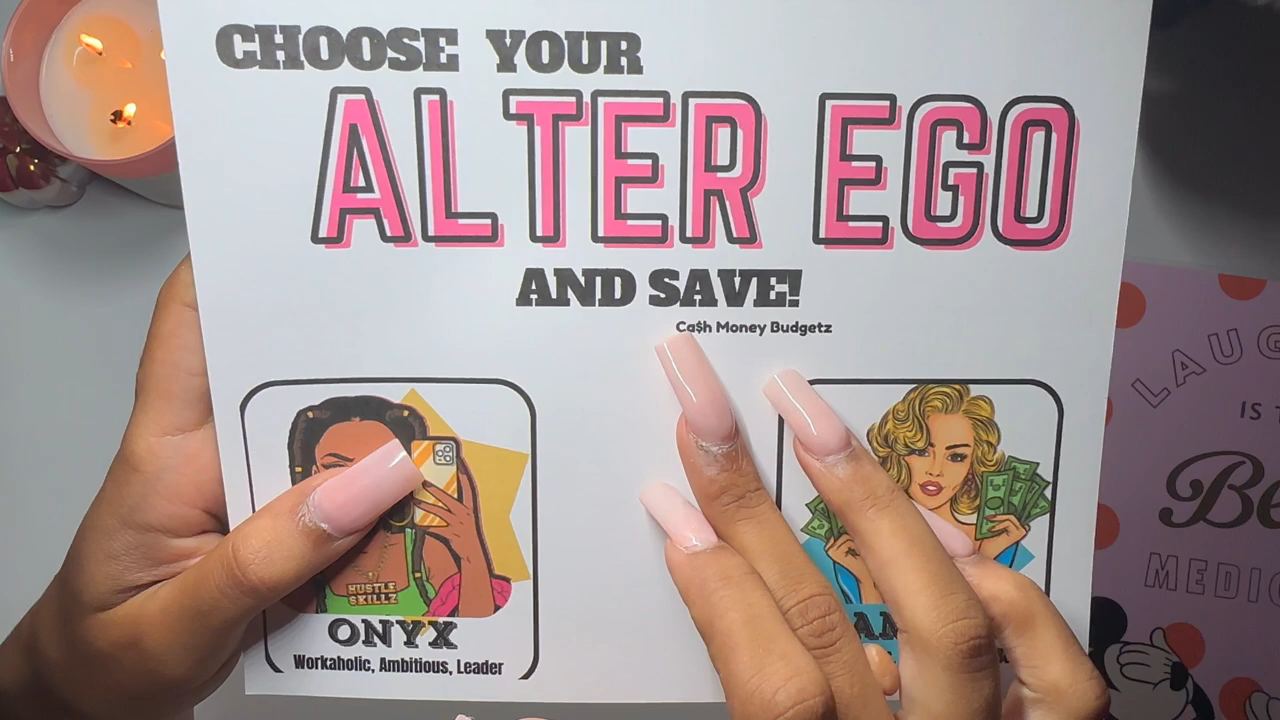 CHOOSE YOUR
ALTER EGO
AND SAVE!
Ca$h Money Budgetz
HUSTLE
SKILLZ
ONYX
Workaholic, Ambitious, Leader
LAUG
IS
Be
MEDIC